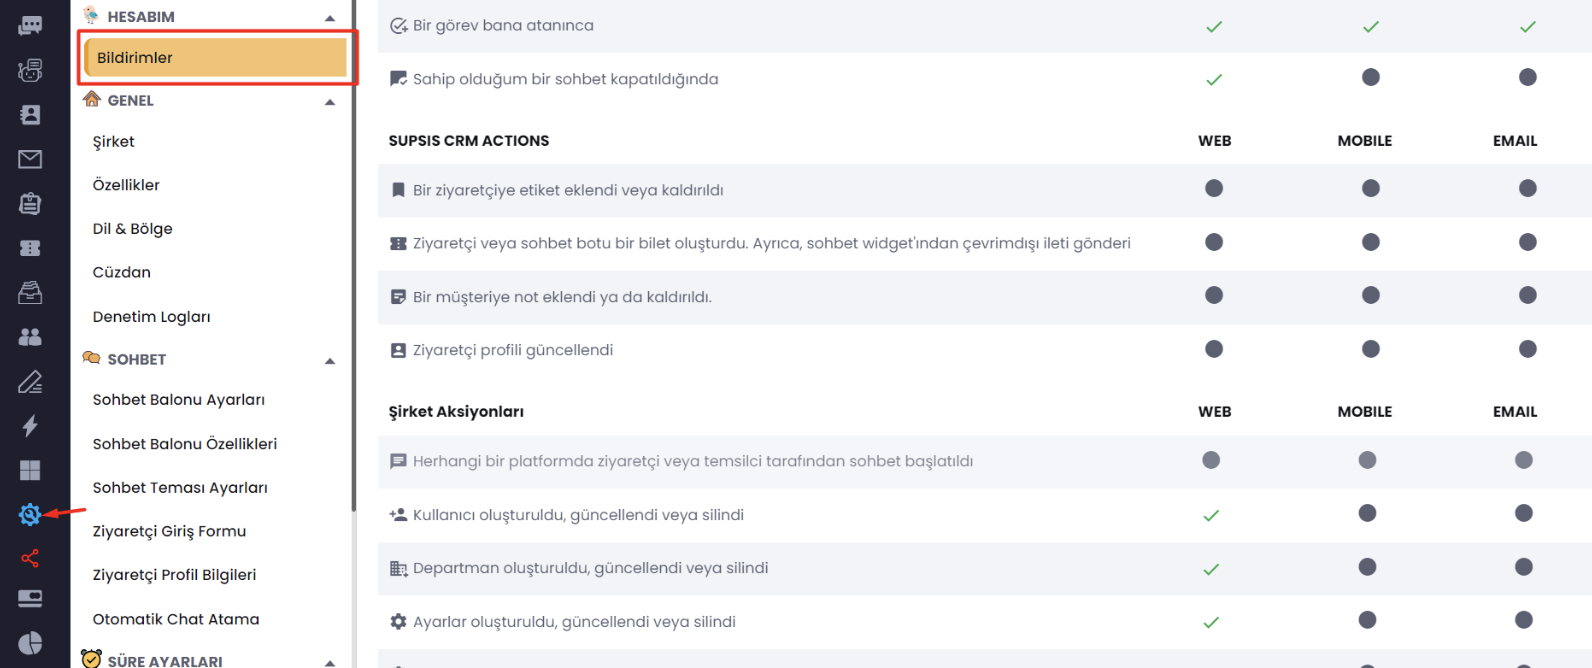 HESABIM
Bildirimler
GENEL
Şirket
Özellikler
Dil & Bölge
Cüzdan
Denetim Logları
SOHBET
Sohbet Balonu Ayarları
Sohbet Balonu Özellikleri
Sohbet Teması Ayarları
Ziyaretçi Giriş Formu
Ziyaretçi Profil Bilgileri
Otomatik Chat Atama
SÜRE AYARLARI
Bir görev bana atanınca
Sahip olduğum bir sohbet kapatıldığında
SUPSIS CRM ACTIONS WEB MOBILE EMAIL
Bir ziyaretçiye etiket eklendi veya kaldırıldı
Ziyaretçi veya sohbet botu bir bilet oluşturdu. Ayrıca, sohbet widget'ından çevrimdışı ileti gönderi
Bir müşteriye not eklendi ya da kaldırıldı.
Ziyaretçi profili güncellendi
Şirket Aksiyonları WEB MOBILE EMAIL
Herhangi bir platformda ziyaretçi veya temsilci tarafından sohbet başlatıldı
Kullanıcı oluşturuldu, güncellendi veya silindi
Departman oluşturuldu, güncellendi veya silindi
Ayarlar oluşturuldu, güncellendi veya silindi